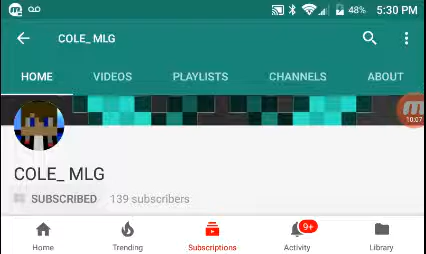 48% 5:30 PM
COLE_ MLG
HOME VIDEOS PLAYLISTS CHANNELS ABOUT
10:07
COLE_ MLG
SUBSCRIBED 139 subscribers
9+
Home Trending Subscriptions Activity Library